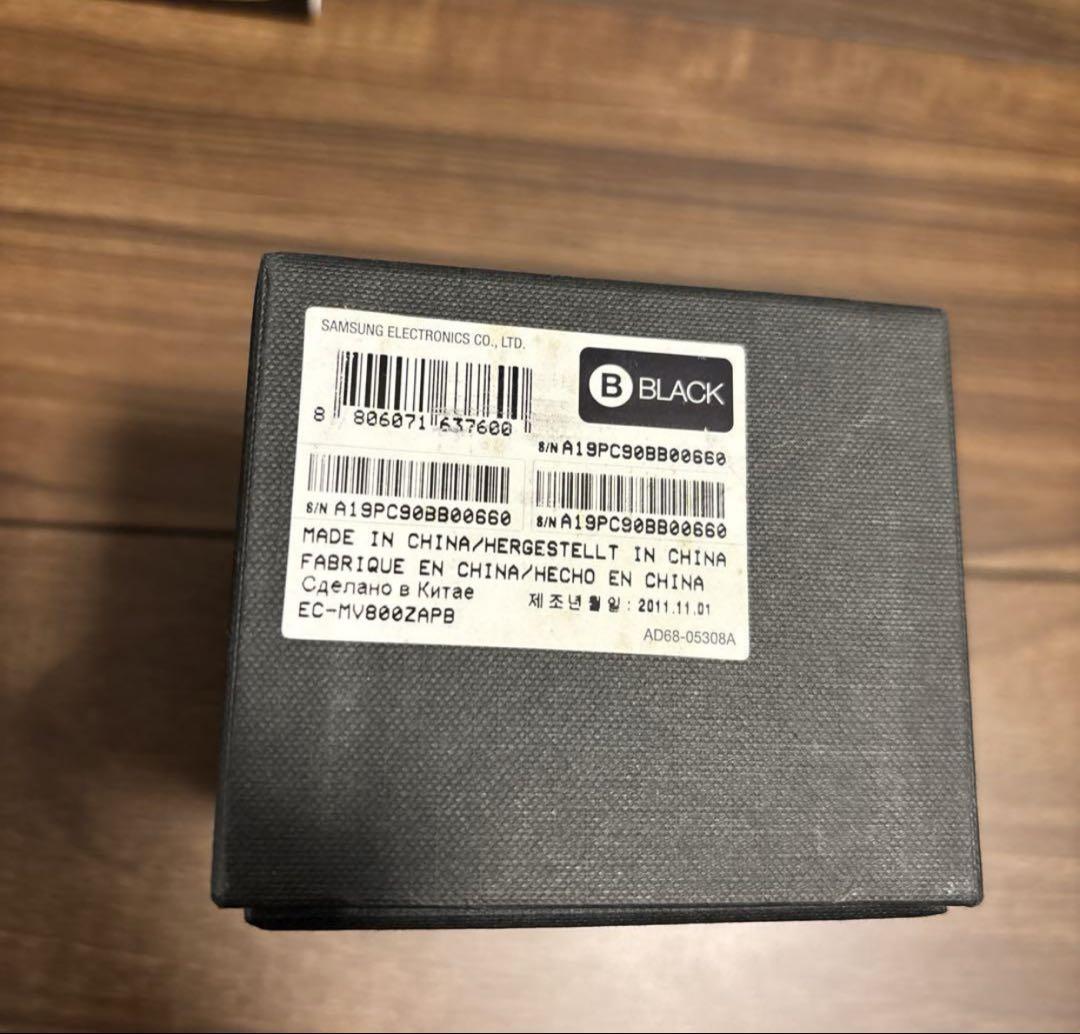 SAMSUNG ELECTRONICS CO., LTD.
B BLACK
8 806071 637600
S/N A19PC90BB00660
S/N A19PC90BB00660
S/N A19PC90BB00660
MADE IN CHINA/HERGESTELLT IN CHINA
FABRIQUE EN CHINA/HECHO EN CHINA
Сделано в Китае
제조년월일 : 2011.11.01
EC-MV800ZAPB
AD68-05308A